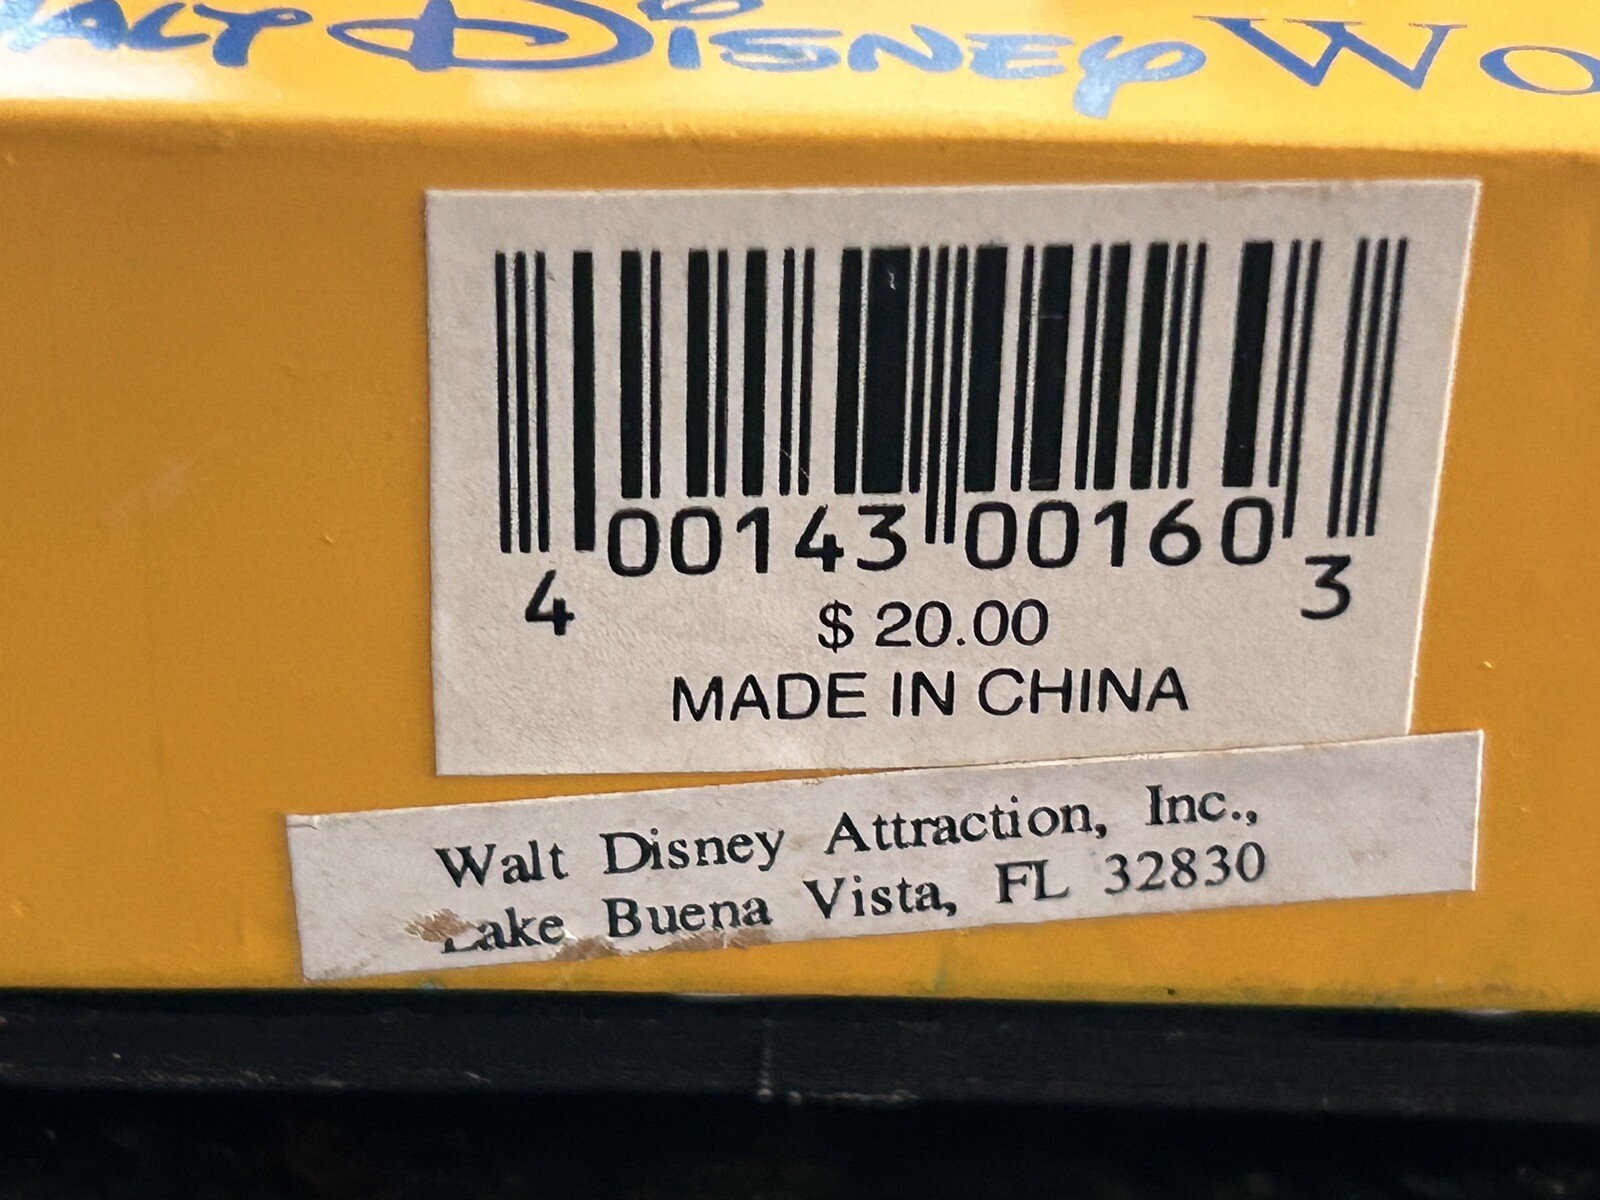 WALT DISNEY WO
4 00143 00160 3
$ 20.00
MADE IN CHINA
Walt Disney Attraction, Inc.,
Lake Buena Vista, FL 32830